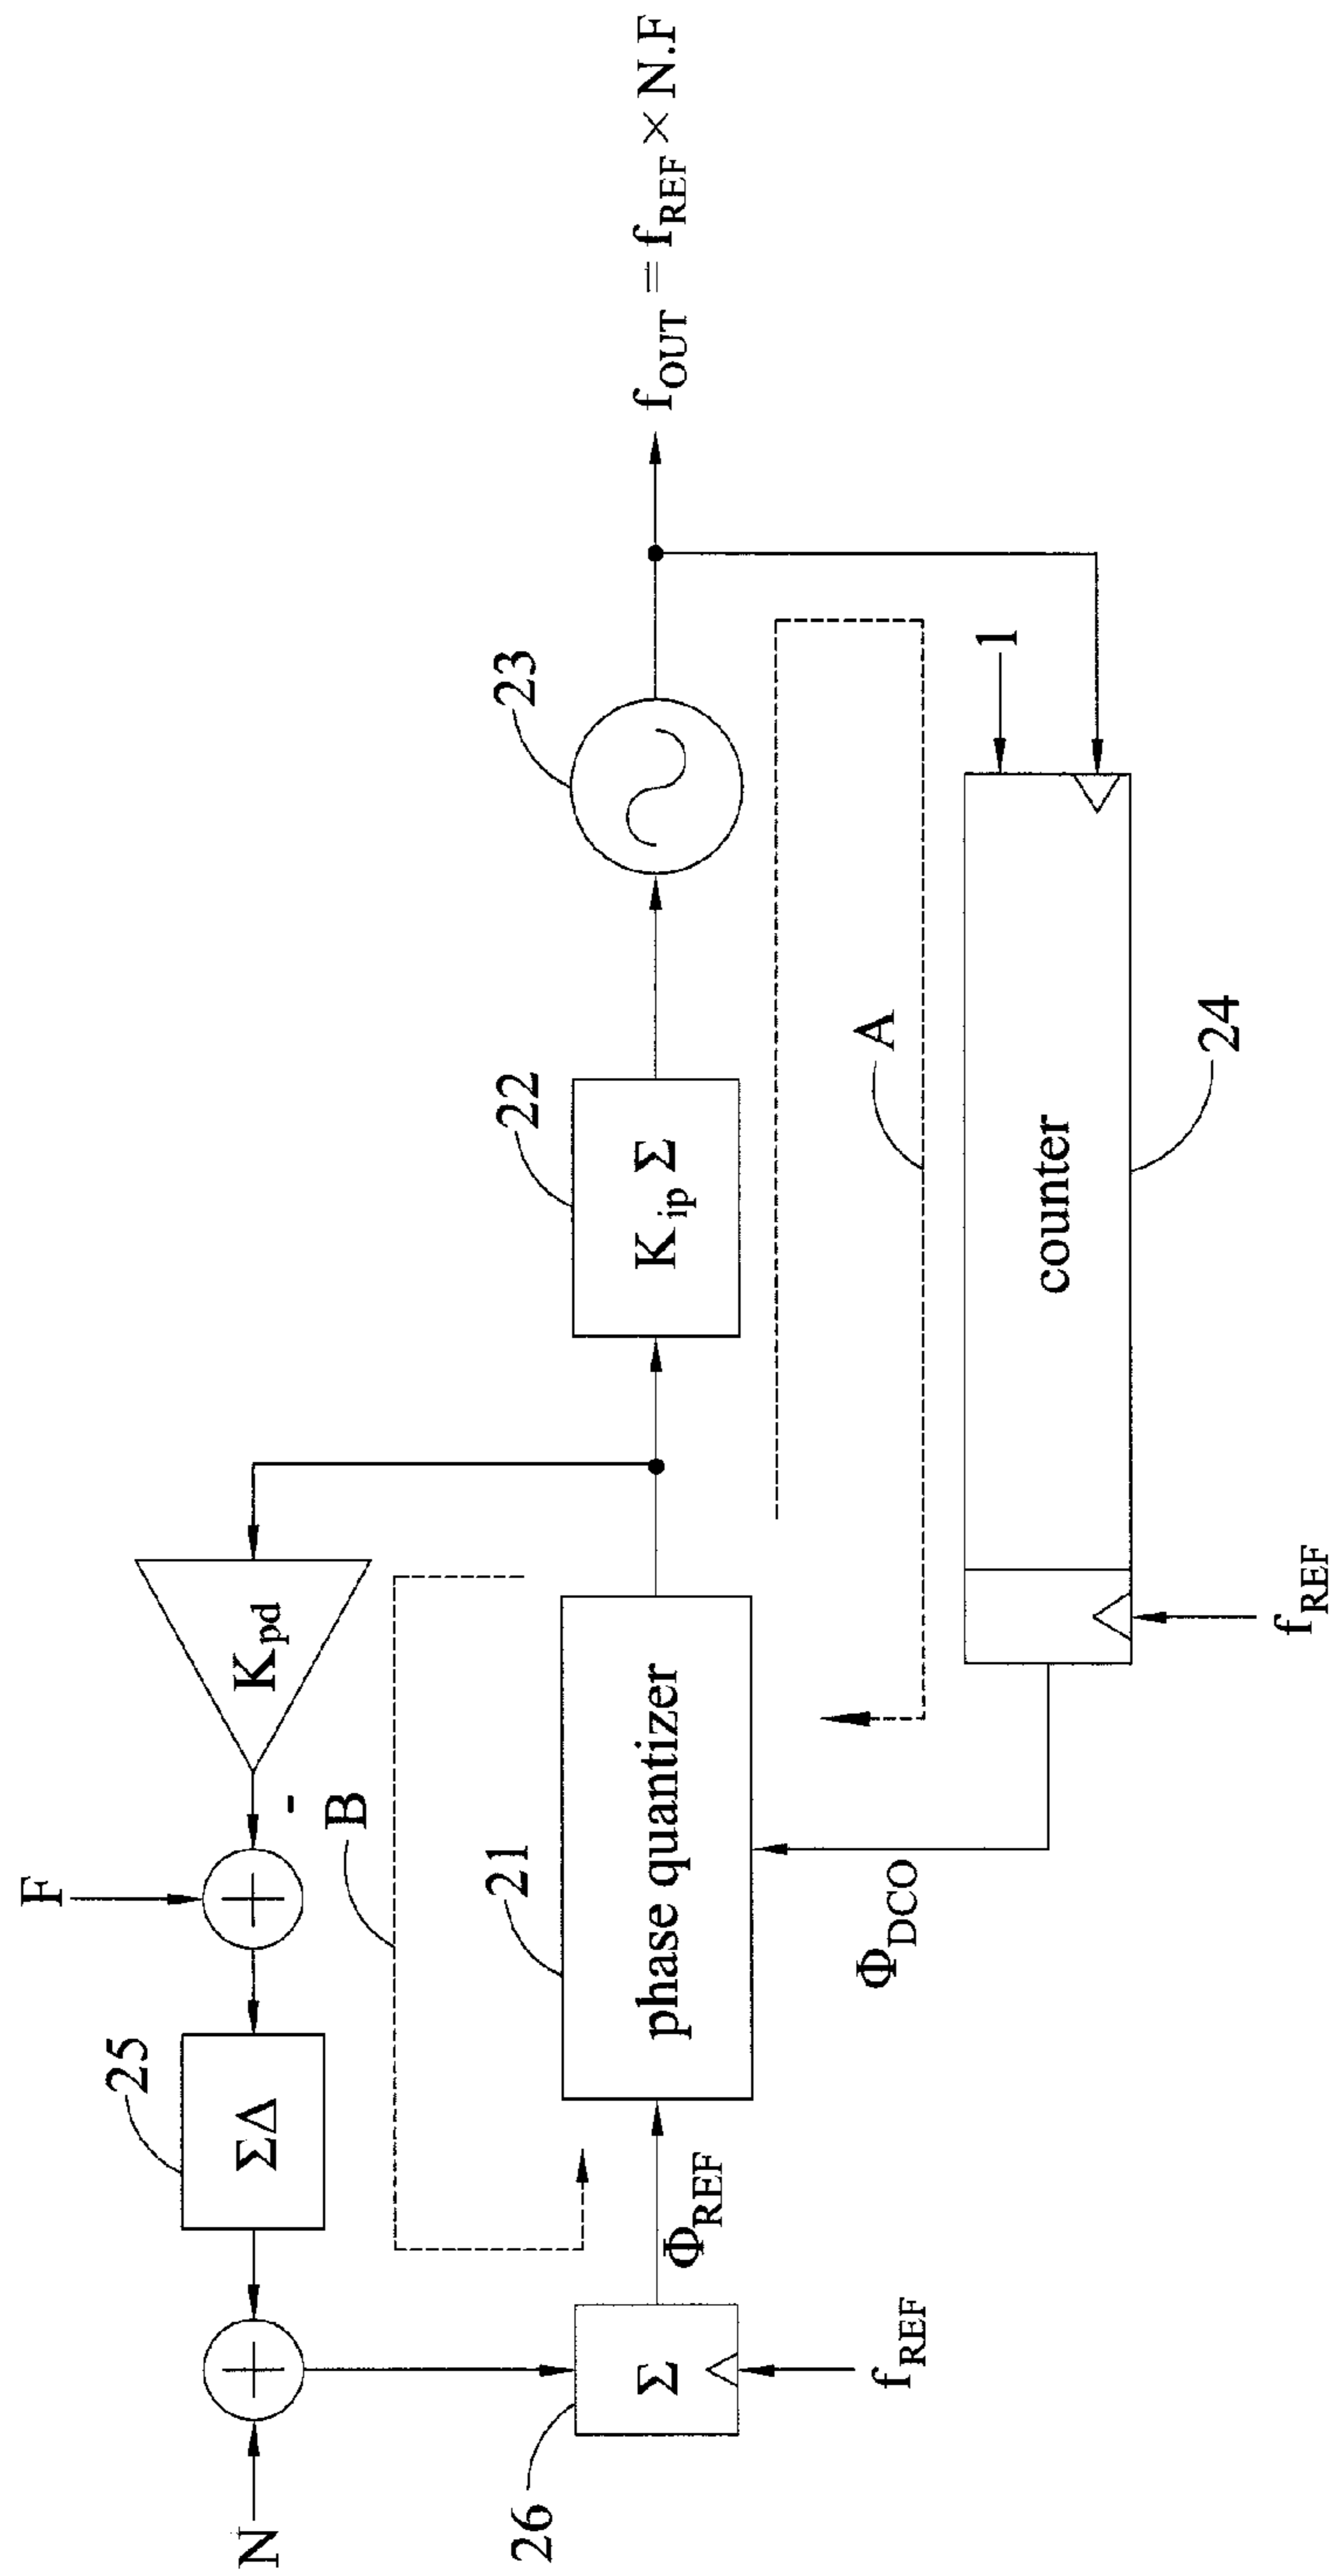 N
F
25
ΣΔ
-
K_pd
B
26
Σ
f_REF
Φ_REF
21
phase quantizer
Φ_DCO
22
K_ip Σ
23
f_OUT = f_REF × N.F
A
1
counter
24
f_REF